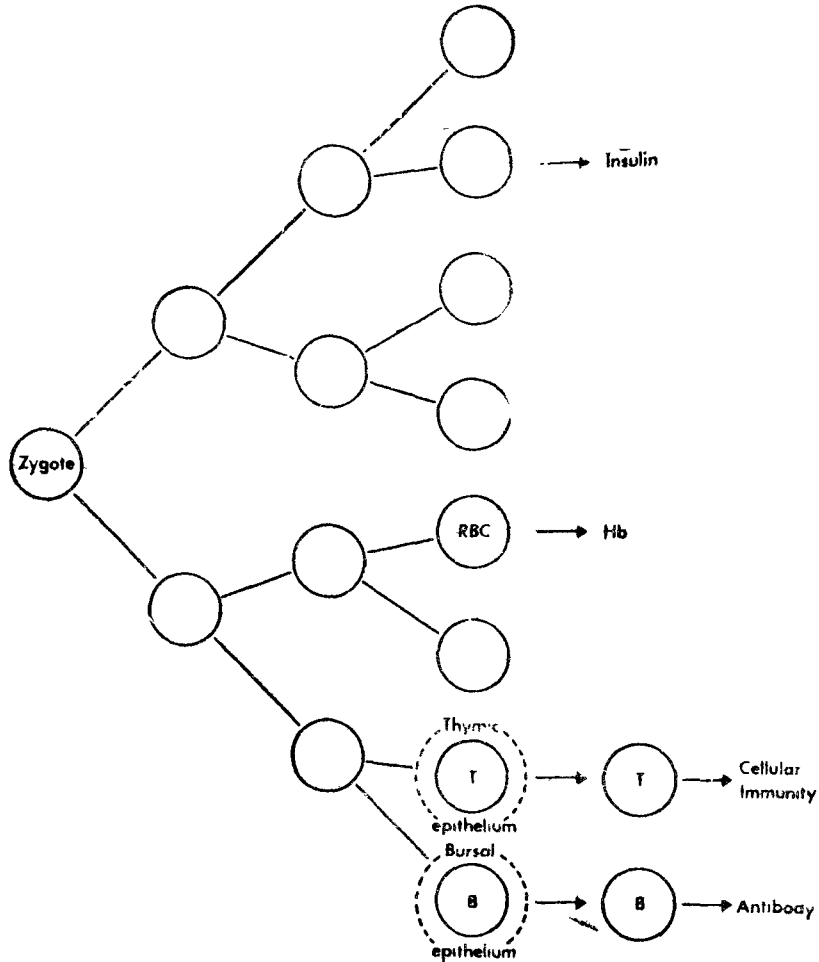 Insulin
Zygote
RBC
Hb
Thymic
T
T
Cellular
Immunity
epithelium
Bursal
B
B
Antibody
epithelium